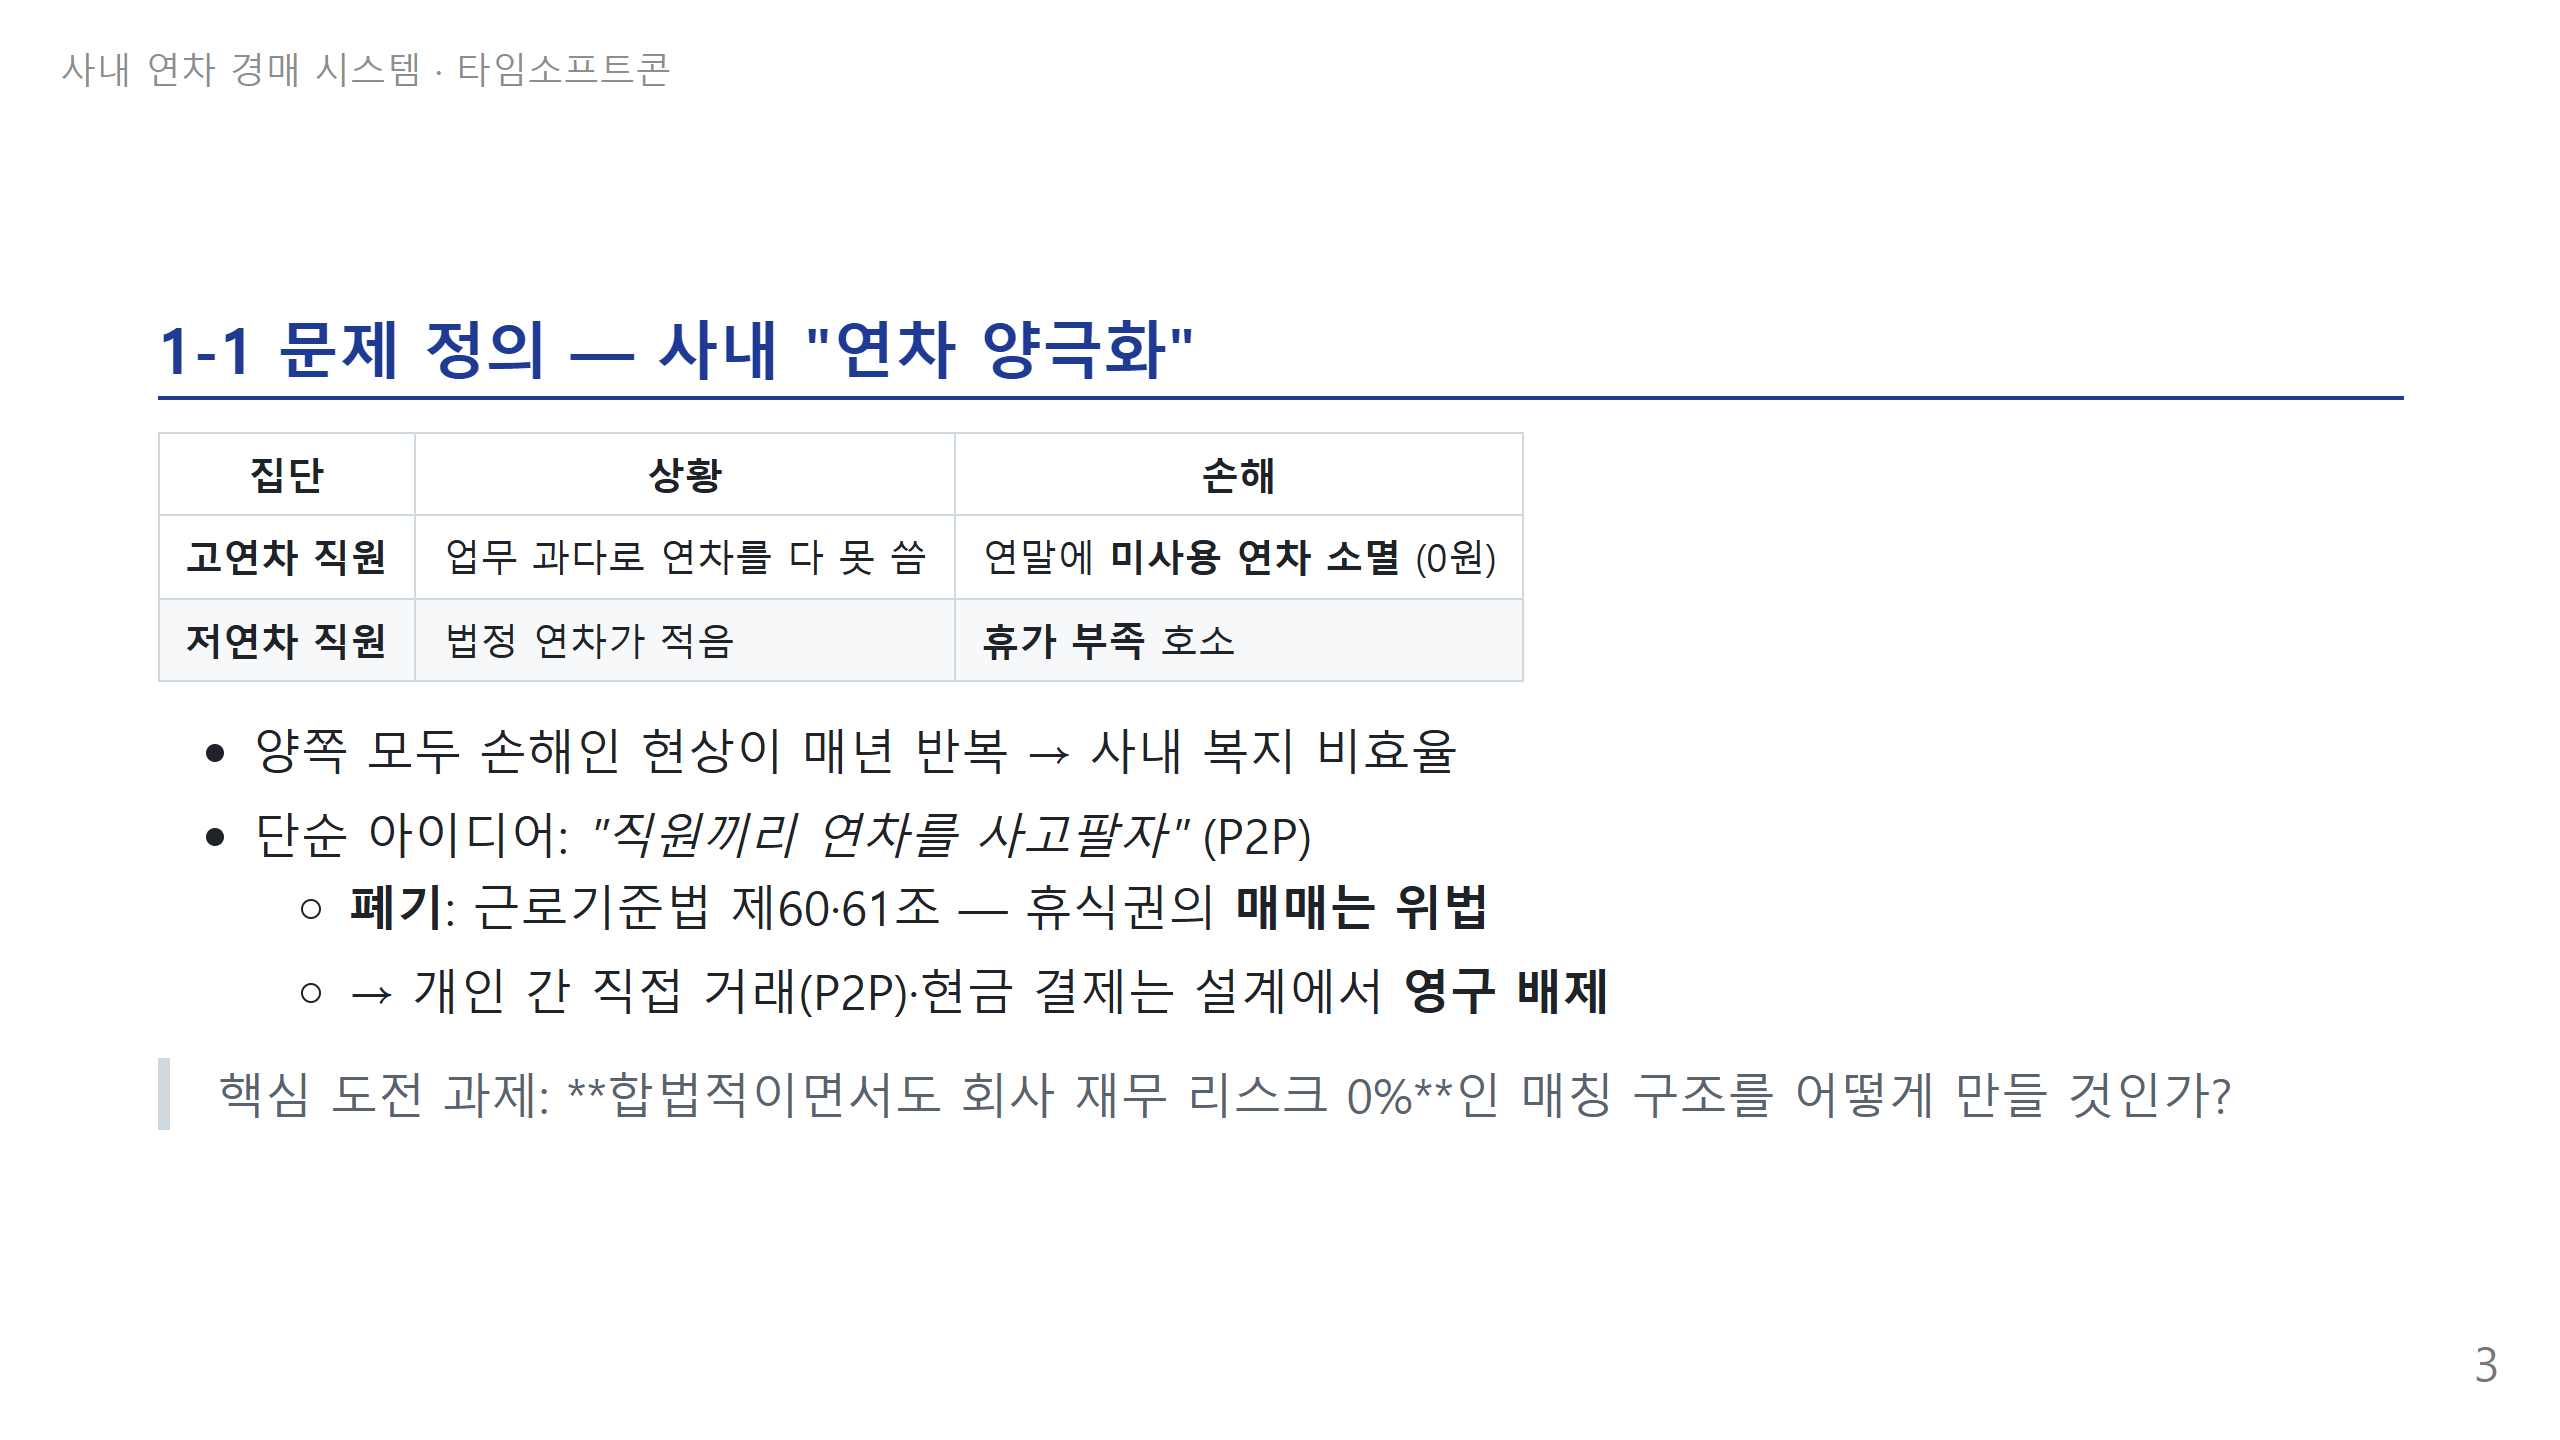 사내 연차 경매 시스템 · 타임소프트콘
1-1 문제 정의 — 사내 "연차 양극화"
집단 상황 손해
고연차 직원 업무 과다로 연차를 다 못 씀 연말에 미사용 연차 소멸 (0원)
저연차 직원 법정 연차가 적음 휴가 부족 호소
• 양쪽 모두 손해인 현상이 매년 반복 → 사내 복지 비효율
• 단순 아이디어: "직원끼리 연차를 사고팔자" (P2P)
○ 폐기: 근로기준법 제60·61조 — 휴식권의 매매는 위법
○ → 개인 간 직접 거래(P2P)·현금 결제는 설계에서 영구 배제
핵심 도전 과제: **합법적이면서도 회사 재무 리스크 0%**인 매칭 구조를 어떻게 만들 것인가?
3